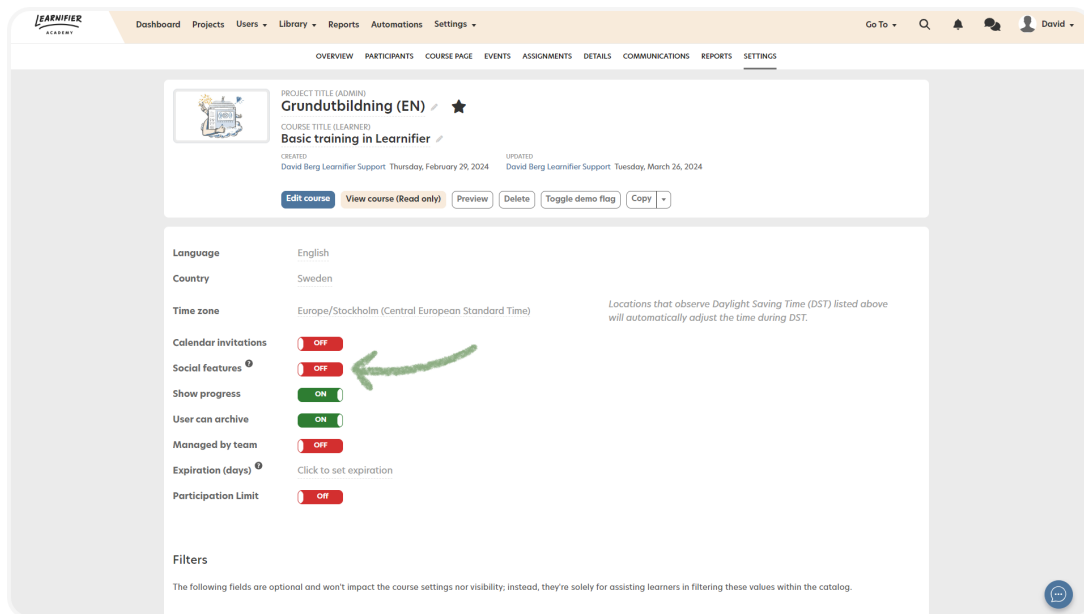 LEARNIFIER
ACADEMY
Dashboard Projects Users Library Reports Automations Settings Go To David
OVERVIEW PARTICIPANTS COURSE PAGE EVENTS ASSIGNMENTS DETAILS COMMUNICATIONS REPORTS SETTINGS
PROJECT TITLE (ADMIN)
Grundutbildning (EN)
COURSE TITLE (LEARNER)
Basic training in Learnifier
CREATED UPDATED
David Berg Learnifier Support Thursday, February 29, 2024 David Berg Learnifier Support Tuesday, March 26, 2024
Edit course View course (Read only) Preview Delete Toggle demo flag Copy
Language English
Country Sweden
Time zone Europe/Stockholm (Central European Standard Time)
Locations that observe Daylight Saving Time (DST) listed above
will automatically adjust the time during DST.
Calendar invitations OFF
Social features ? OFF
Show progress ON
User can archive ON
Managed by team OFF
Expiration (days) ? Click to set expiration
Participation Limit Off
Filters
The following fields are optional and won't impact the course settings nor visibility; instead, they're solely for assisting learners in filtering these values within the catalog.